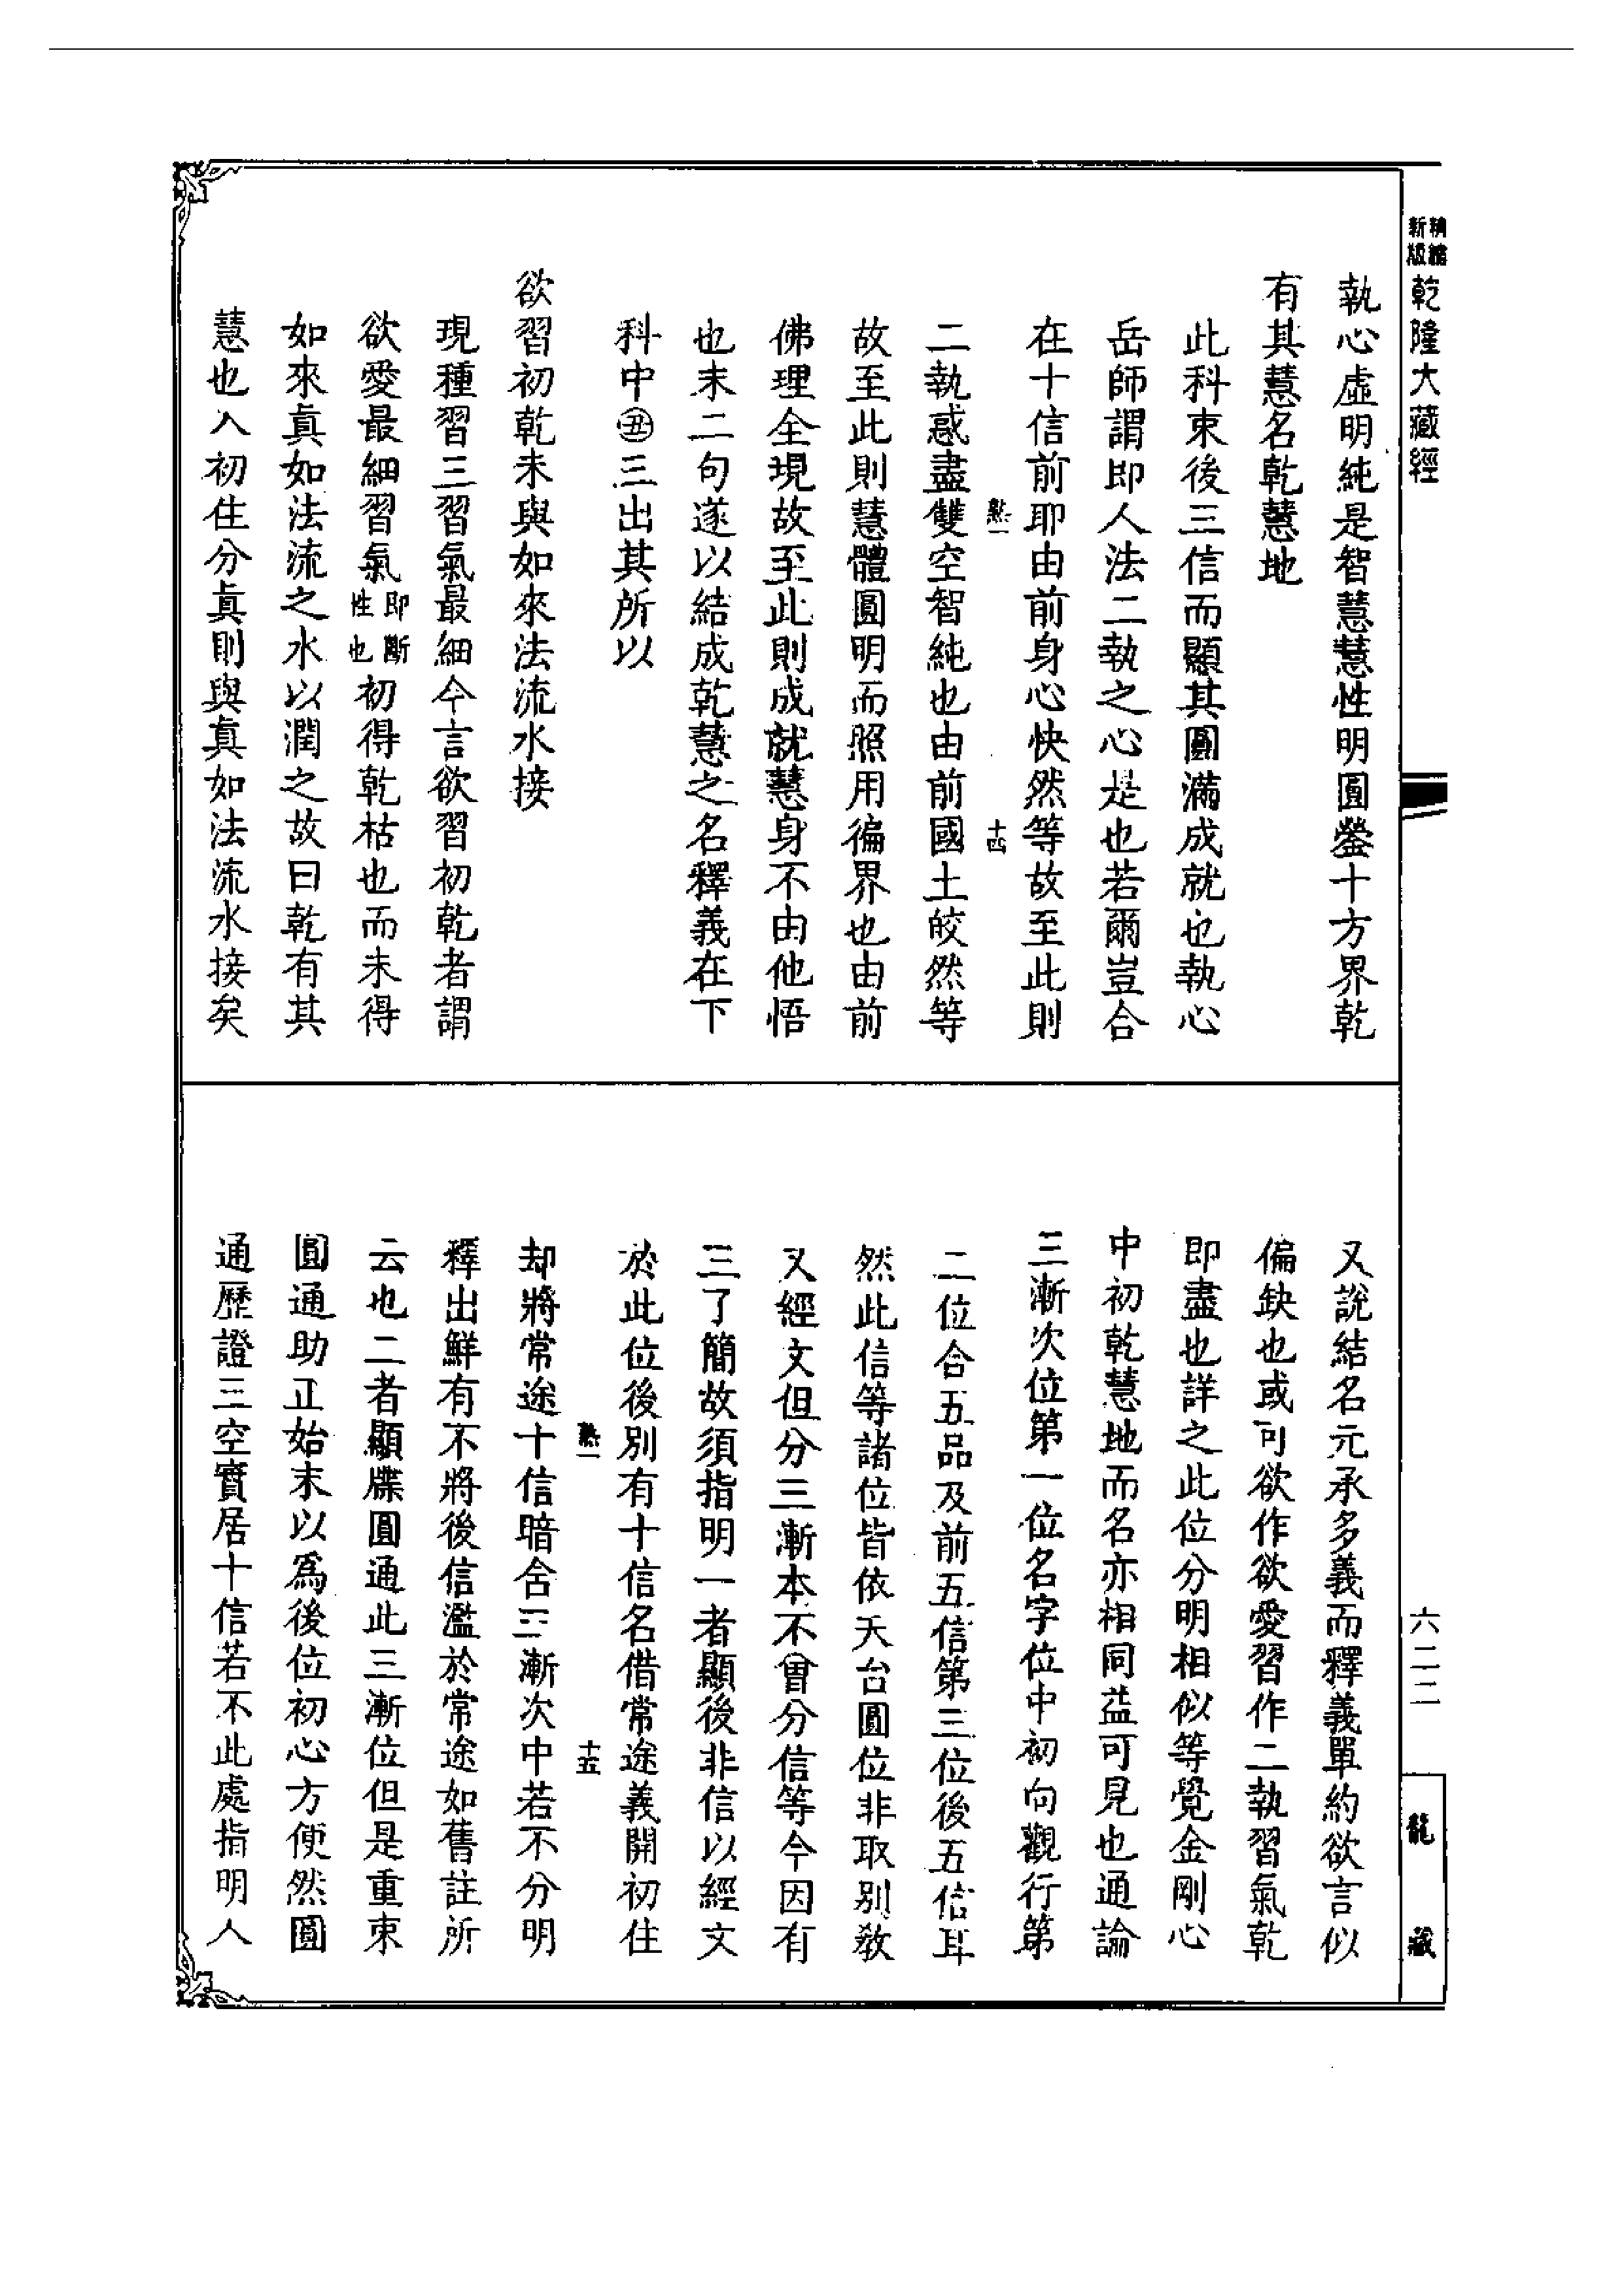 新版精縮
乾隆大藏經
執心虛明純是智慧慧性明圓鎣十方界乾
有其慧名乾慧地
此科束後三信而顯其圓滿成就也執心
岳師謂即人法二執之心是也若爾豈合
在十信前耶由前身心快然等故至此則
二執惑盡雙空智純也由前國土皎然等
故至此則慧體圓明而照用徧界也由前
佛理全現故至此則成就慧身不由他悟
也末二句遂以結成乾慧之名釋義在下
科中㊄三出其所以
欲習初乾未與如來法流水接
現種習三習氣最細今言欲習初乾者謂
欲愛最細習氣即斷性也初得乾枯也而未得
如來真如法流之水以潤之故曰乾有其
慧也入初住分真則與真如法流水接矣
又說結名元承多義而釋義單約欲言似
偏缺也或可欲作欲愛習作二執習氣乾
即盡也詳之此位分明相似等覺金剛心
中初乾慧地而名亦相同益可見也通論
三漸次位第一位名字位中初向觀行第
二位合五品及前五信第三位後五信耳
然此信等諸位皆依天台圓位非取別教
又經文但分三漸本不曾分信等今因有
三了簡故須指明一者顯後非信以經文
於此位後別有十信名借常途義開初住
却將常途十信暗含三漸次中若不分明
釋出鮮有不將後信濫於常途如舊註所
云也二者顯牒圓通此三漸位但是重束
圓通助正始末以為後位初心方便然圓
通歷證三空實居十信若不此處指明人
熱一
十四
熱一
十五
六二二
龍藏